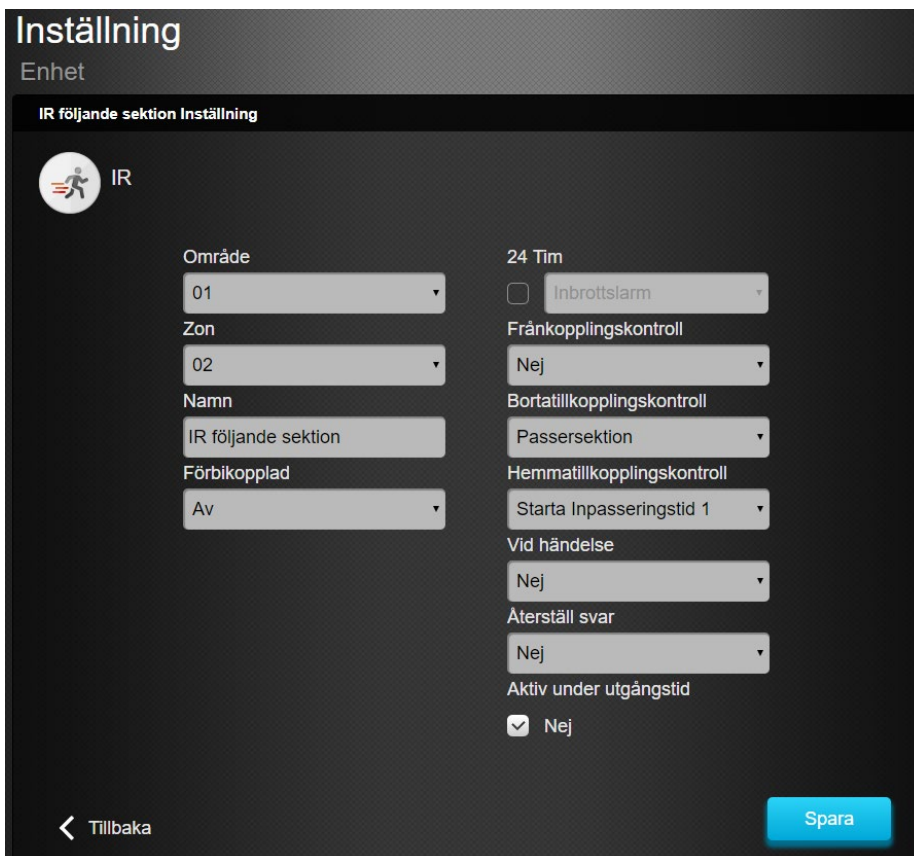 Inställning
Enhet
IR följande sektion Inställning
IR
Område
01
Zon
02
Namn
IR följande sektion
Förbikopplad
Av
24 Tim
Inbrottslarm
Frånkopplingskontroll
Nej
Bortatillkopplingskontroll
Passersektion
Hemmatillkopplingskontroll
Starta Inpasseringstid 1
Vid händelse
Nej
Återställ svar
Nej
Aktiv under utgångstid
Nej
Tillbaka
Spara